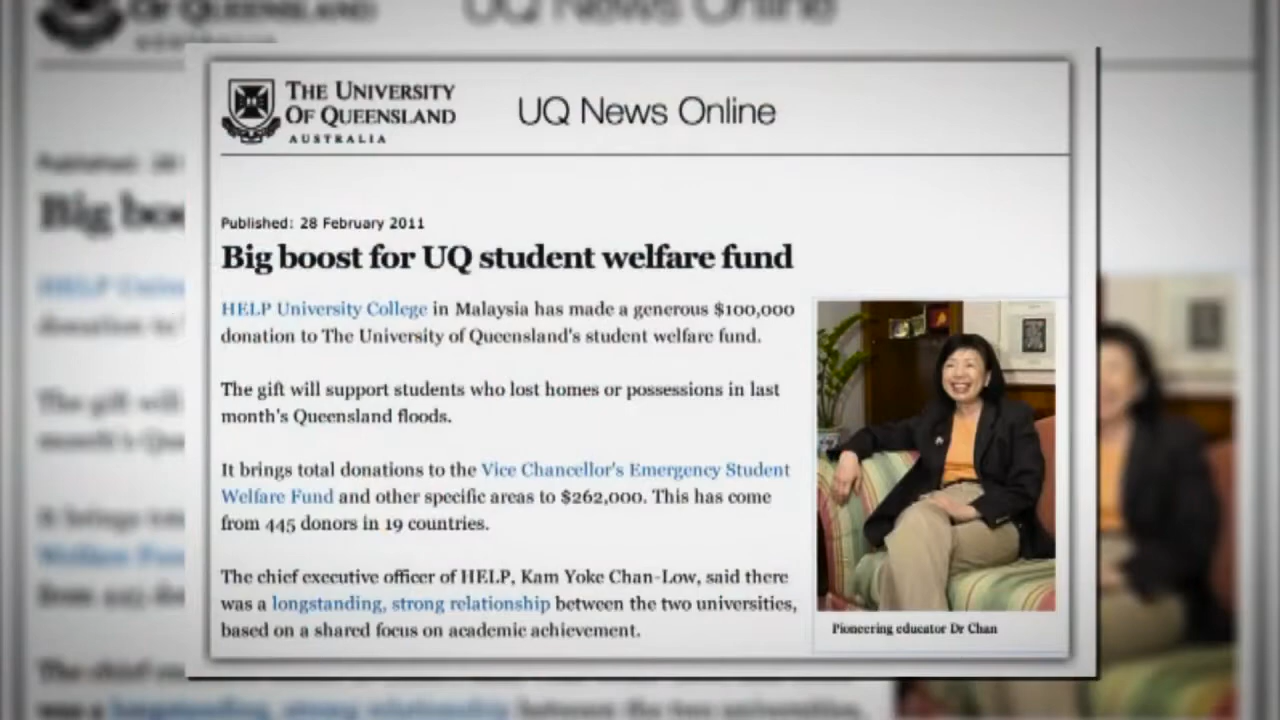 THE UNIVERSITY
OF QUEENSLAND
AUSTRALIA
UQ News Online
Published: 28 February 2011
Big boost for UQ student welfare fund
HELP University College in Malaysia has made a generous $100,000
donation to The University of Queensland's student welfare fund.
The gift will support students who lost homes or possessions in last
month's Queensland floods.
It brings total donations to the Vice Chancellor's Emergency Student
Welfare Fund and other specific areas to $262,000. This has come
from 445 donors in 19 countries.
The chief executive officer of HELP, Kam Yoke Chan-Low, said there
was a longstanding, strong relationship between the two universities,
based on a shared focus on academic achievement.
Pioneering educator Dr Chan